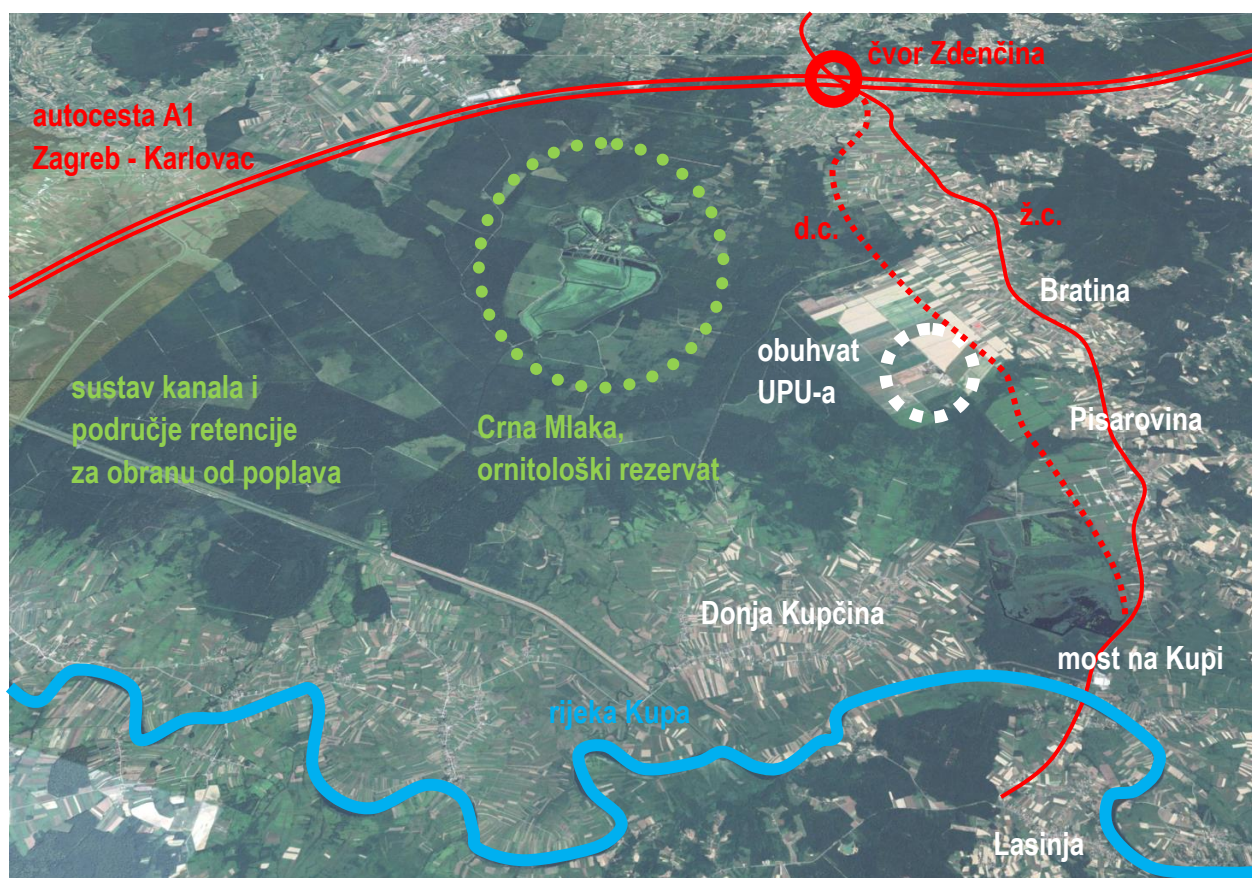 čvor Zdenčina
autocesta A1
Zagreb - Karlovac
d.c.
ž.c.
Bratina
obuhvat
UPU-a
sustav kanala i
područje retencije
za obranu od poplava
Crna Mlaka,
ornitološki rezervat
Pisarovina
Donja Kupčina
most na Kupi
rijeka Kupa
Lasinja